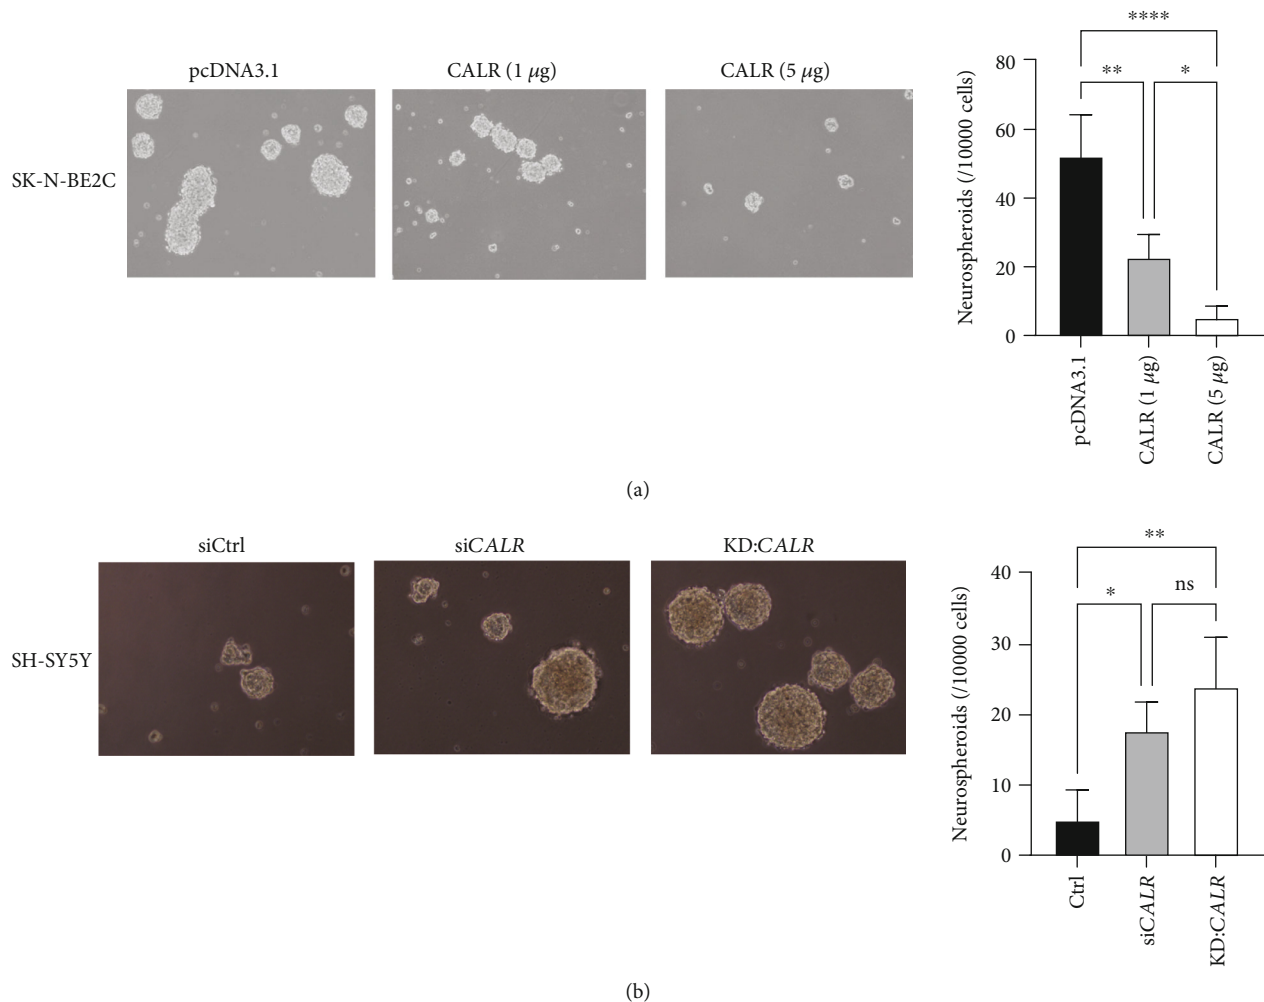 pcDNA3.1
CALR (1 μg)
CALR (5 μg)
SK-N-BE2C
Neurospheroids (/10000 cells)
80
60
40
20
0
****
**
*
pcDNA3.1
CALR (1 μg)
CALR (5 μg)
(a)
siCtrl
siCALR
KD:CALR
SH-SY5Y
Neurospheroids (/10000 cells)
40
30
20
10
0
**
*
ns
Ctrl
siCALR
KD:CALR
(b)